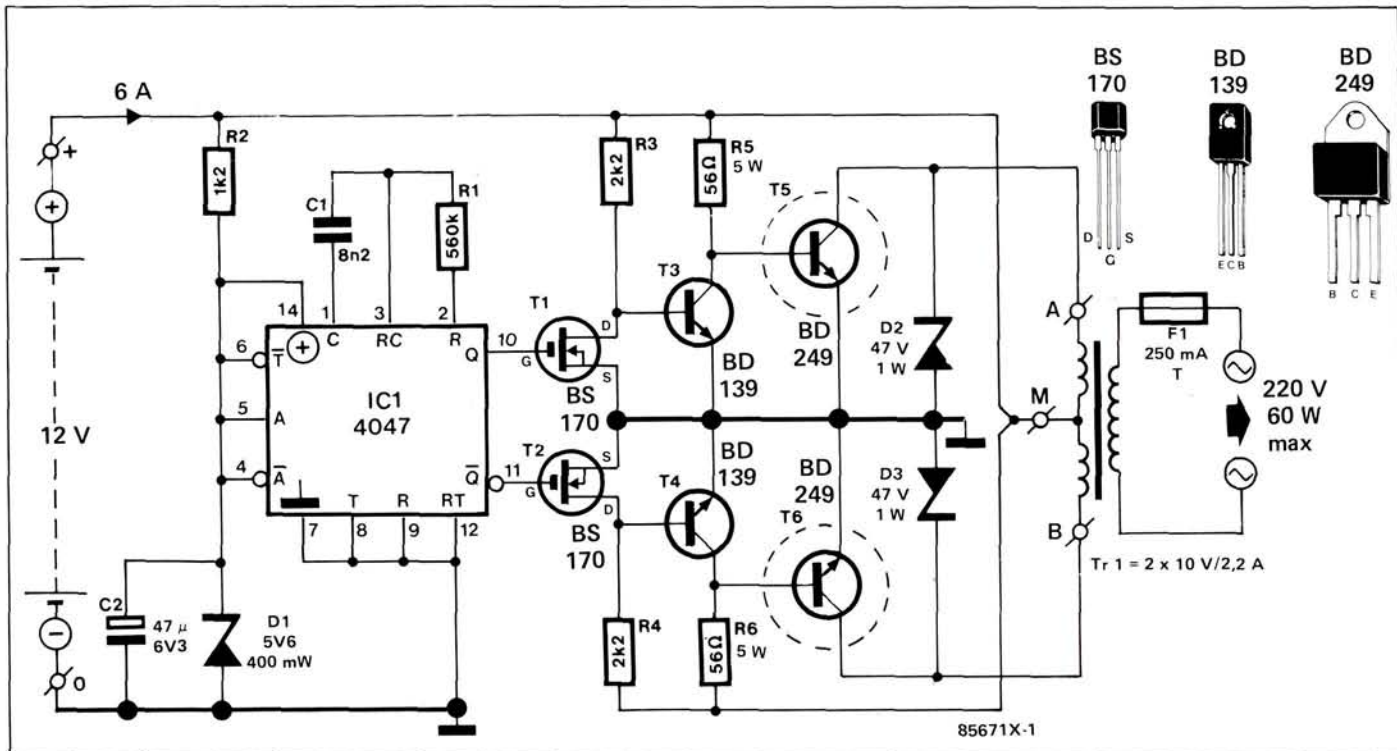 6 A
+
+
12 V
−
0
R2
1k2
C1
8n2
R1
560k
14
1
3
2
+
C
RC
R
6
T̅
5
A
4
A̅
IC1
4047
Q
10
Q̅
11
T
R
RT
7
8
9
12
C2
47 µ
6V3
D1
5V6
400 mW
T1
G
D
S
BS
170
T2
G
S
D
BS
170
R3
2k2
R5
5 W
56Ω
T3
BD
139
T5
BD
249
T4
BD
139
T6
BD
249
R4
2k2
R6
5 W
56Ω
D2
47 V
1 W
D3
47 V
1 W
M
A
B
F1
250 mA
T
220 V
60 W
max
Tr 1 = 2 x 10 V/2,2 A
BS
170
D
G
S
BD
139
E C B
BD
249
B C E
85671X-1